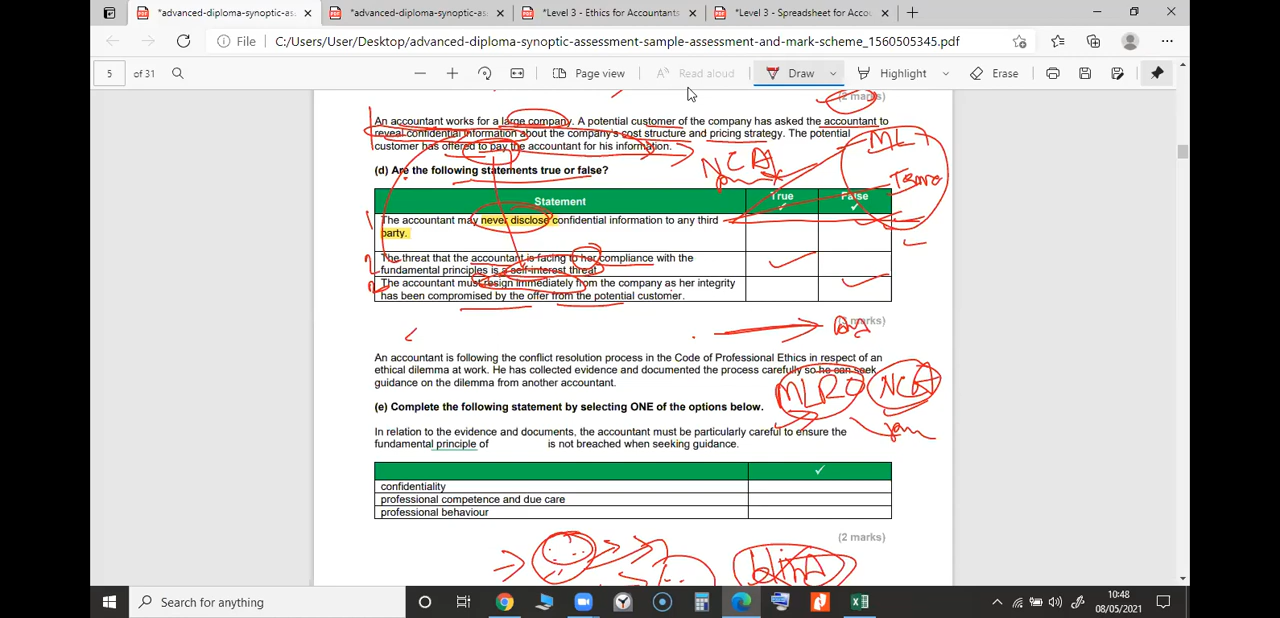 *advanced-diploma-synoptic-ass
*advanced-diploma-synoptic-ass
*Level 3 - Ethics for Accountants
*Level 3 - Spreadsheet for Accou
File C:/Users/User/Desktop/advanced-diploma-synoptic-assessment-sample-assessment-and-mark-scheme_1560505345.pdf
5 of 31 Page view Read aloud Draw Highlight Erase
(2 marks)
An accountant works for a large company. A potential customer of the company has asked the accountant to
reveal confidential information about the company's cost structure and pricing strategy. The potential
customer has offered to pay the accountant for his information.
MLT
NCA
(d) Are the following statements true or false?
Statement True False
✓ ✓
The accountant may never disclose confidential information to any third
party.
The threat that the accountant is facing to her compliance with the
fundamental principles is a self-interest threat
The accountant must resign immediately from the company as her integrity
has been compromised by the offer from the potential customer.
marks)
An accountant is following the conflict resolution process in the Code of Professional Ethics in respect of an
ethical dilemma at work. He has collected evidence and documented the process carefully so he can seek
guidance on the dilemma from another accountant.
MLRO NCA
(e) Complete the following statement by selecting ONE of the options below.
In relation to the evidence and documents, the accountant must be particularly careful to ensure the
fundamental principle of is not breached when seeking guidance.
✓
confidentiality
professional competence and due care
professional behaviour
(2 marks)
Search for anything
10:48
08/05/2021